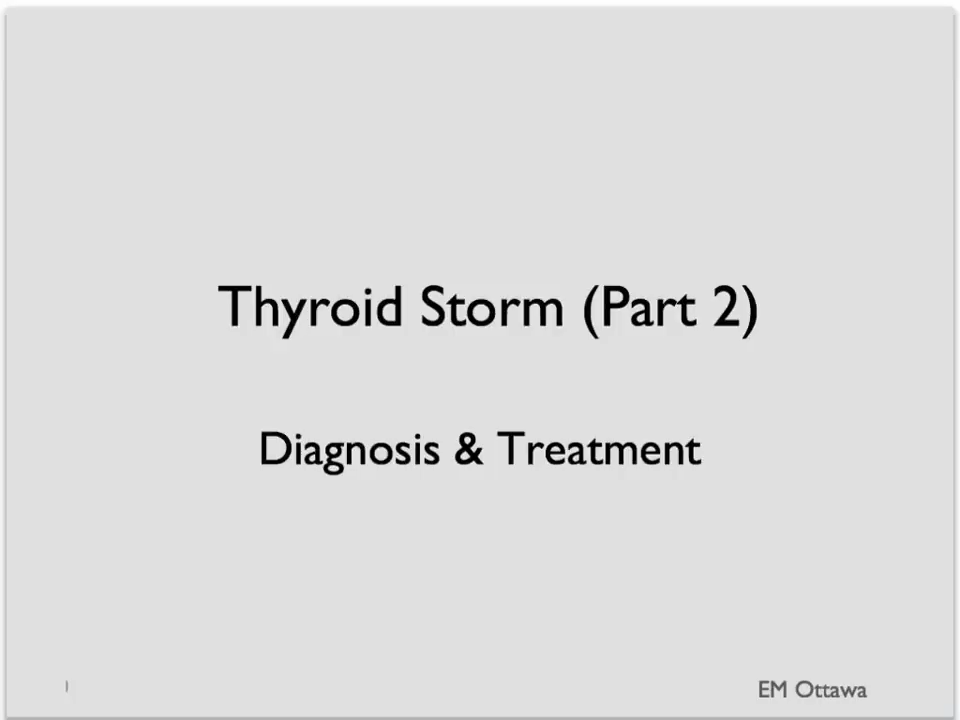 Thyroid Storm (Part 2)
Diagnosis & Treatment
1
EM Ottawa